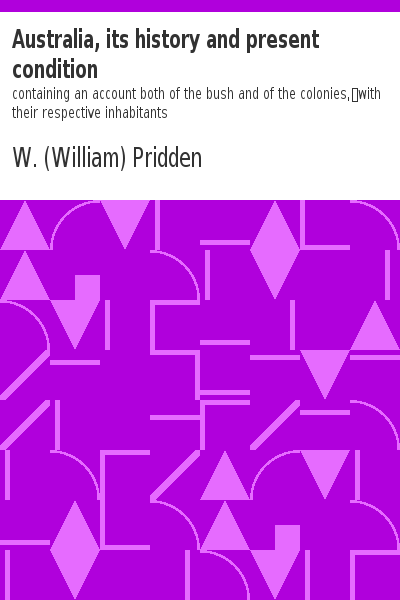 Australia, its history and present
condition
containing an account both of the bush and of the colonies,▯with
their respective inhabitants
W. (William) Pridden